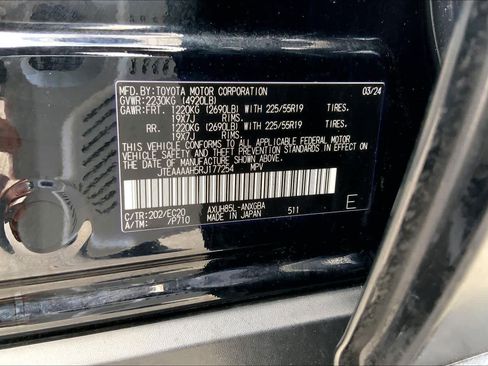 MFD.BY:TOYOTA MOTOR CORPORATION 03/24
GVWR:2230KG (4920LB)
GAWR:FRT. 1220KG (2690LB) WITH 225/55R19 TIRES.
19X7J RIMS.
RR. 1220KG (2690LB) WITH 225/55R19 TIRES.
19X7J RIMS.
THIS VEHICLE CONFORMS TO ALL APPLICABLE FEDERAL MOTOR
VEHICLE SAFETY AND THEFT PREVENTION STANDARDS IN EFFECT ON
THE DATE OF MANUFACTURE SHOWN ABOVE.
JTEAAAAH5RJ177254 MPV
C/TR:202/EC20 AXUH85L-ANXGBA
A/TM: /P710 MADE IN JAPAN 511 E